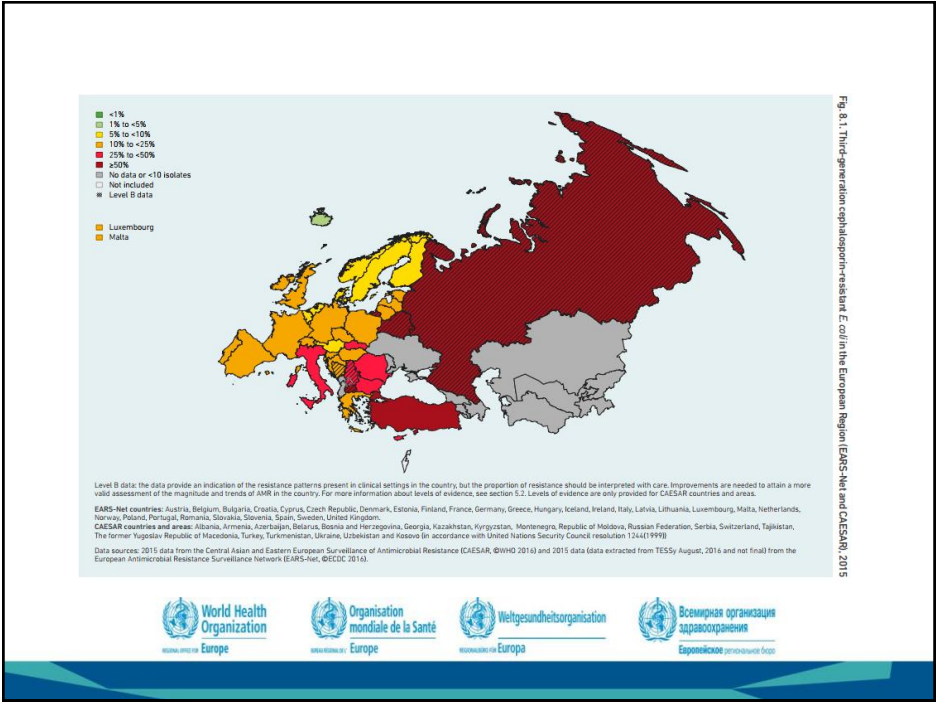 <1%
1% to <5%
5% to <10%
10% to <25%
25% to <50%
≥50%
No data or <10 isolates
Not included
Level B data
Luxembourg
Malta
Fig. 8.1. Third-generation cephalosporin-resistant E. coli in the European Region (EARS-Net and CAESAR), 2015
Level B data: the data provide an indication of the resistance patterns present in clinical settings in the country, but the proportion of resistance should be interpreted with care. Improvements are needed to attain a more
valid assessment of the magnitude and trends of AMR in the country. For more information about levels of evidence, see section 5.2. Levels of evidence are only provided for CAESAR countries and areas.
EARS-Net countries: Austria, Belgium, Bulgaria, Croatia, Cyprus, Czech Republic, Denmark, Estonia, Finland, France, Germany, Greece, Hungary, Iceland, Ireland, Italy, Latvia, Lithuania, Luxembourg, Malta, Netherlands,
Norway, Poland, Portugal, Romania, Slovakia, Slovenia, Spain, Sweden, United Kingdom.
CAESAR countries and areas: Albania, Armenia, Azerbaijan, Belarus, Bosnia and Herzegovina, Georgia, Kazakhstan, Kyrgyzstan, Montenegro, Republic of Moldova, Russian Federation, Serbia, Switzerland, Tajikistan,
The former Yugoslav Republic of Macedonia, Turkey, Turkmenistan, Ukraine, Uzbekistan and Kosovo (in accordance with United Nations Security Council resolution 1244(1999))
Data sources: 2015 data from the Central Asian and Eastern European Surveillance of Antimicrobial Resistance (CAESAR, ©WHO 2016) and 2015 data (data extracted from TESSy August, 2016 and not final) from the
European Antimicrobial Resistance Surveillance Network (EARS-Net, ©ECDC 2016).
World Health
Organization
REGIONAL OFFICE FOR Europe
Organisation
mondiale de la Santé
BUREAU RÉGIONAL DE L' Europe
Weltgesundheitsorganisation
REGIONALBÜRO FÜR Europa
Всемирная организация
здравоохранения
Европейское региональное бюро